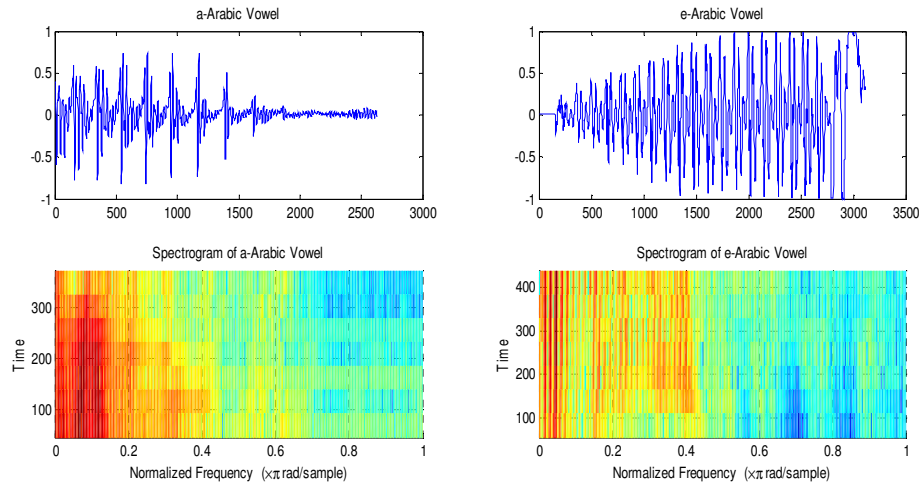 a-Arabic Vowel
1
0.5
0
-0.5
-1
0 500 1000 1500 2000 2500 3000
e-Arabic Vowel
1
0.5
0
-0.5
-1
0 500 1000 1500 2000 2500 3000 3500
Spectrogram of a-Arabic Vowel
Time
300
200
100
0 0.2 0.4 0.6 0.8 1
Normalized Frequency (×π rad/sample)
Spectrogram of e-Arabic Vowel
Time
400
300
200
100
0 0.2 0.4 0.6 0.8 1
Normalized Frequency (×π rad/sample)